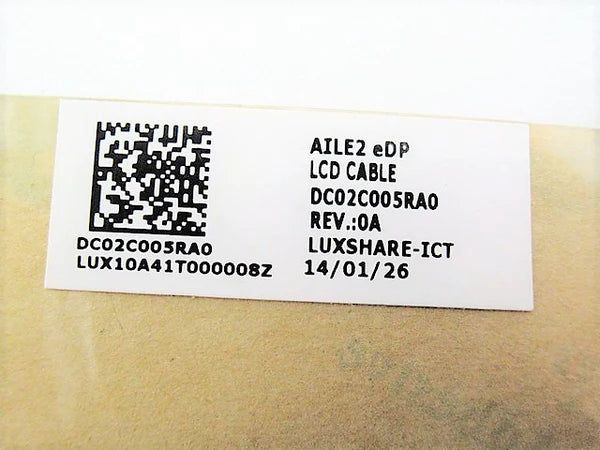 AILE2 eDP
LCD CABLE
DC02C005RA0
REV.:0A
LUXSHARE-ICT
14/01/26
DC02C005RA0
LUX10A41T000008Z